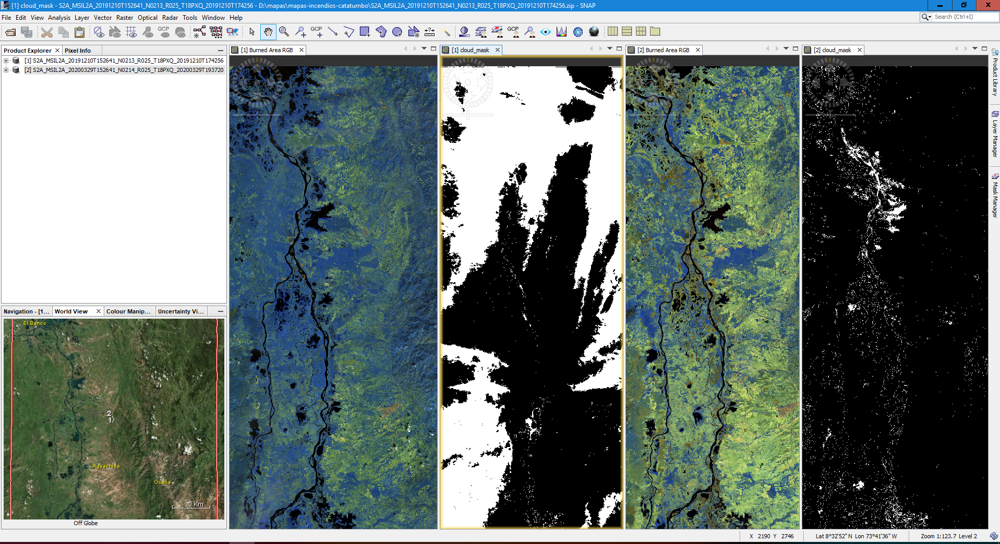 [1] cloud_mask - S2A_MSIL2A_20191210T152641_N0213_R025_T18PXQ_20191210T174256 - D:\mapas\mapas-incendios-catatumbo\S2A_MSIL2A_20191210T152641_N0213_R025_T18PXQ_20191210T174256.zip - SNAP
File Edit View Analysis Layer Vector Raster Optical Radar Tools Window Help
Search (Ctrl+I)
GCP GCP GCP
Product Explorer Pixel Info
[1] S2A_MSIL2A_20191210T152641_N0213_R025_T18PXQ_20191210T174256
[2] S2A_MSIL2A_20200329T152641_N0214_R025_T18PXQ_20200329T193720
[1] Burned Area RGB
[1] cloud_mask
[2] Burned Area RGB
[2] cloud_mask
Product Library
Layer Manager
Mask Manager
Navigation - [1... World View Colour Manip... Uncertainty Vi...
El Banco
2
1
Aguachica
Ocaña
20 Km
Off Globe
X 2190 Y 2746 Lat 8°32'52" N Lon 73°41'36" W Zoom 1:123.7 Level 2